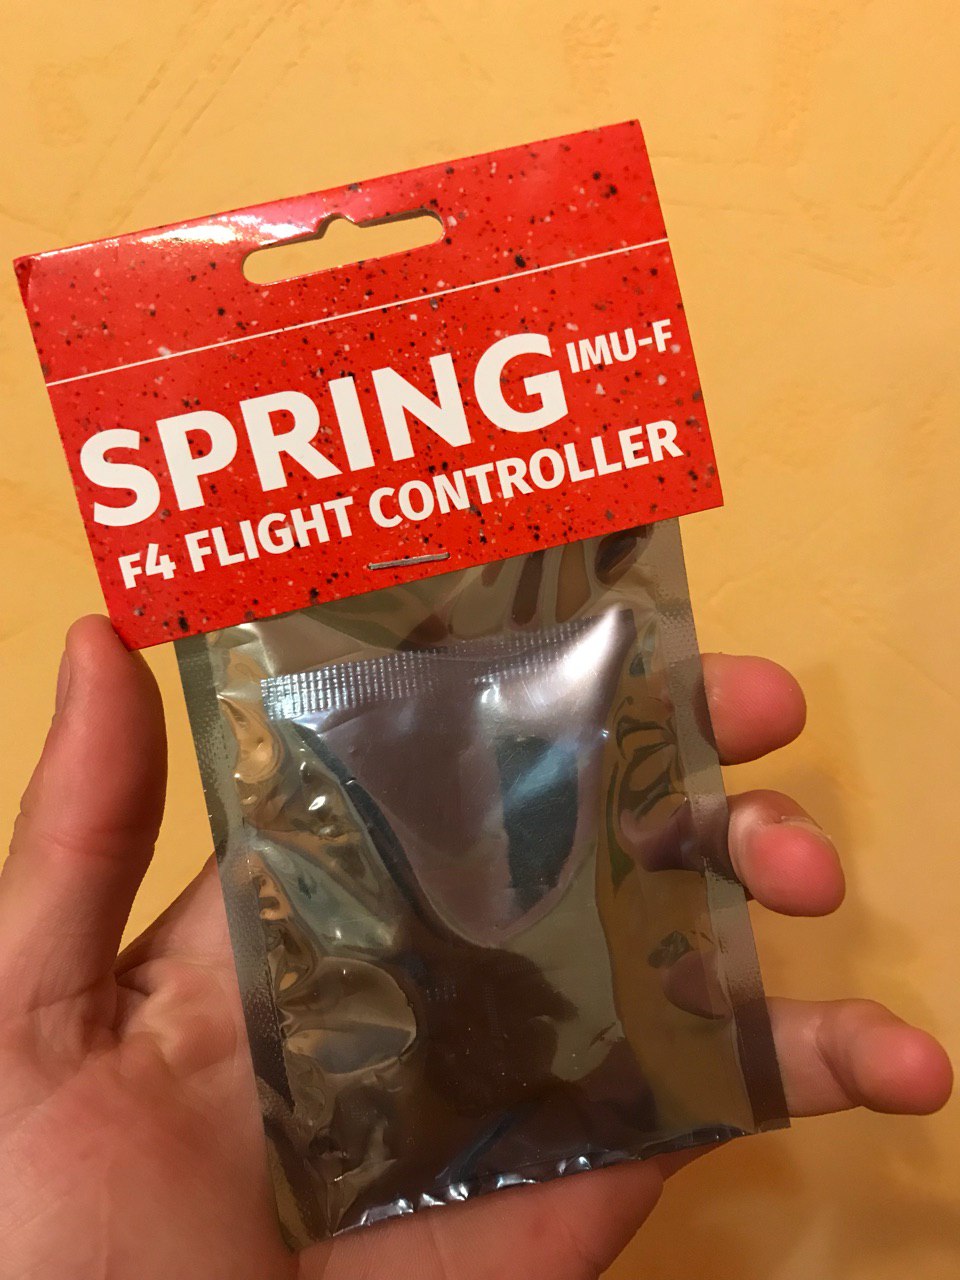 SPRING IMU-F
F4 FLIGHT CONTROLLER